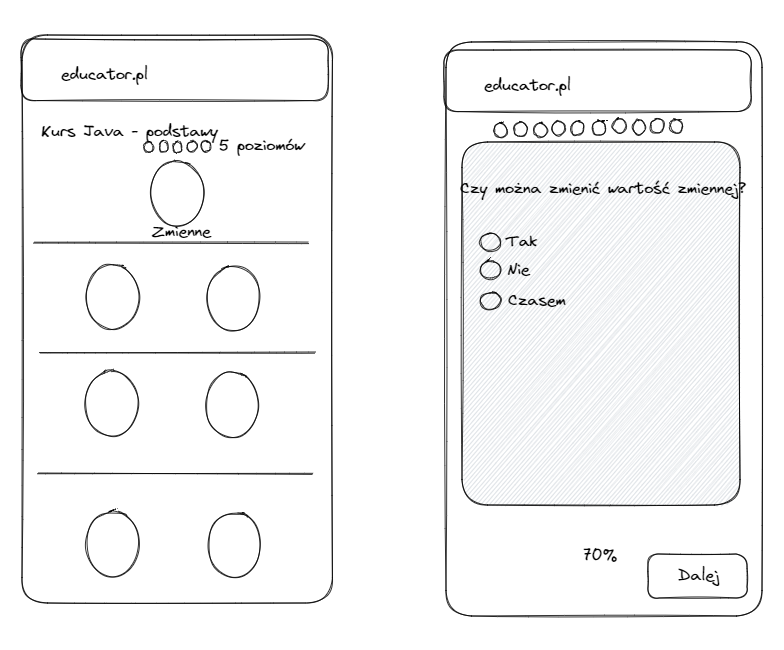 educator.pl
Kurs Java - podstawy
5 poziomów
Zmienne
educator.pl
Czy można zmienić wartość zmiennej?
Tak
Nie
Czasem
70%
Dalej